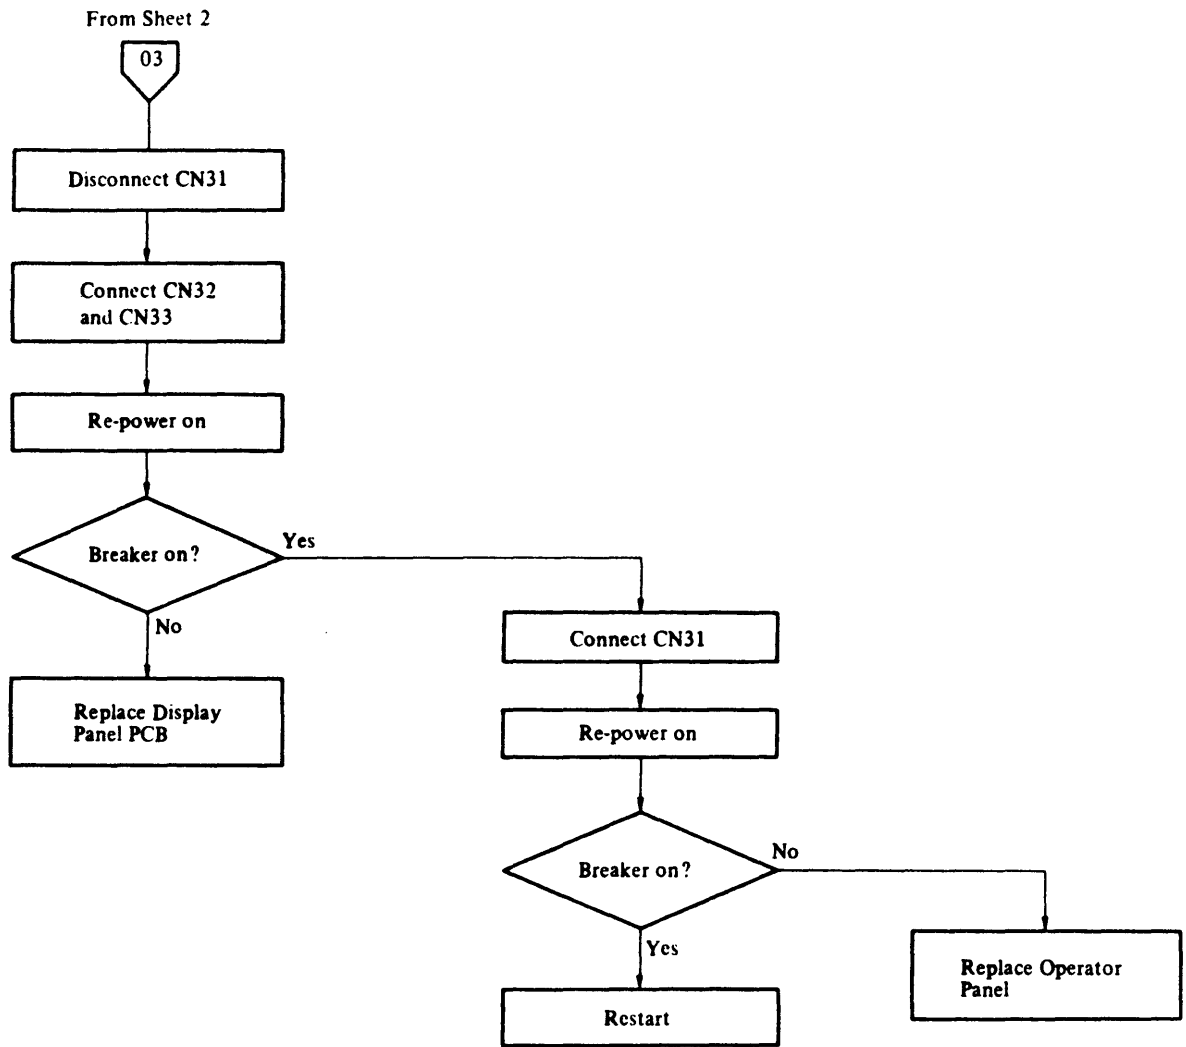 From Sheet 2
03
Disconnect CN31
Connect CN32
and CN33
Re-power on
Breaker on?
Yes
No
Replace Display
Panel PCB
Connect CN31
Re-power on
Breaker on?
No
Yes
Replace Operator
Panel
Restart